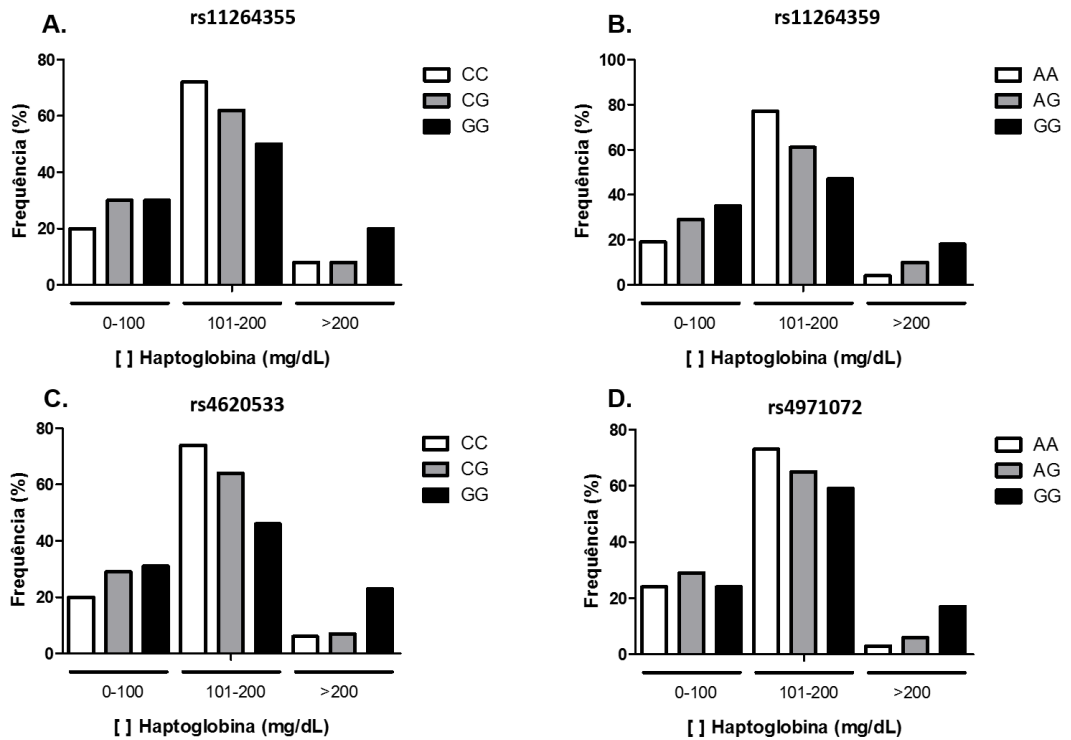 A.
rs11264355
80
60
40
20
0
Frequência (%)
CC
CG
GG
0-100 101-200 >200
[ ] Haptoglobina (mg/dL)
B.
rs11264359
100
80
60
40
20
0
Frequência (%)
AA
AG
GG
0-100 101-200 >200
[ ] Haptoglobina (mg/dL)
C.
rs4620533
80
60
40
20
0
Frequência (%)
CC
CG
GG
0-100 101-200 >200
[ ] Haptoglobina (mg/dL)
D.
rs4971072
80
60
40
20
0
Frequência (%)
AA
AG
GG
0-100 101-200 >200
[ ] Haptoglobina (mg/dL)